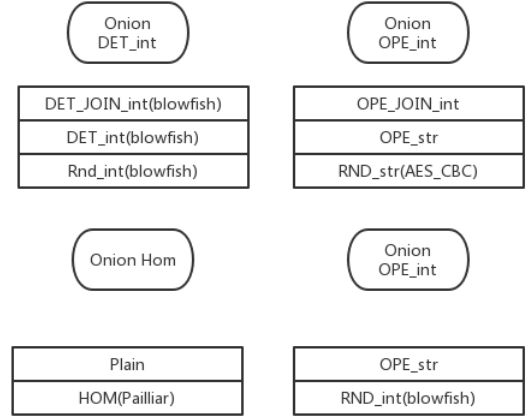 Onion
DET_int
Onion
OPE_int
DET_JOIN_int(blowfish)
DET_int(blowfish)
Rnd_int(blowfish)
OPE_JOIN_int
OPE_str
RND_str(AES_CBC)
Onion Hom
Onion
OPE_int
Plain
HOM(Pailliar)
OPE_str
RND_int(blowfish)